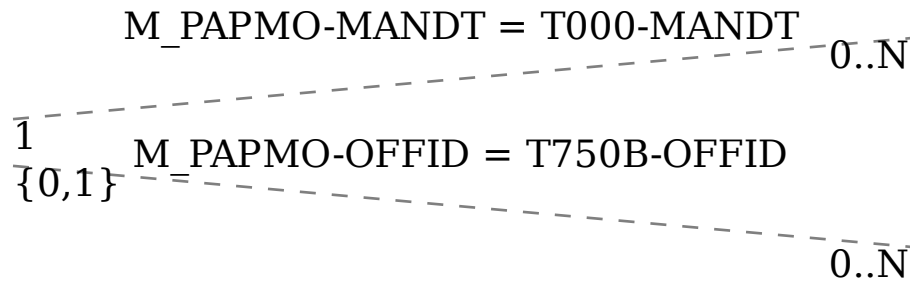 M_PAPMO-MANDT = T000-MANDT
0..N
1
M_PAPMO-OFFID = T750B-OFFID
{0,1}
0..N